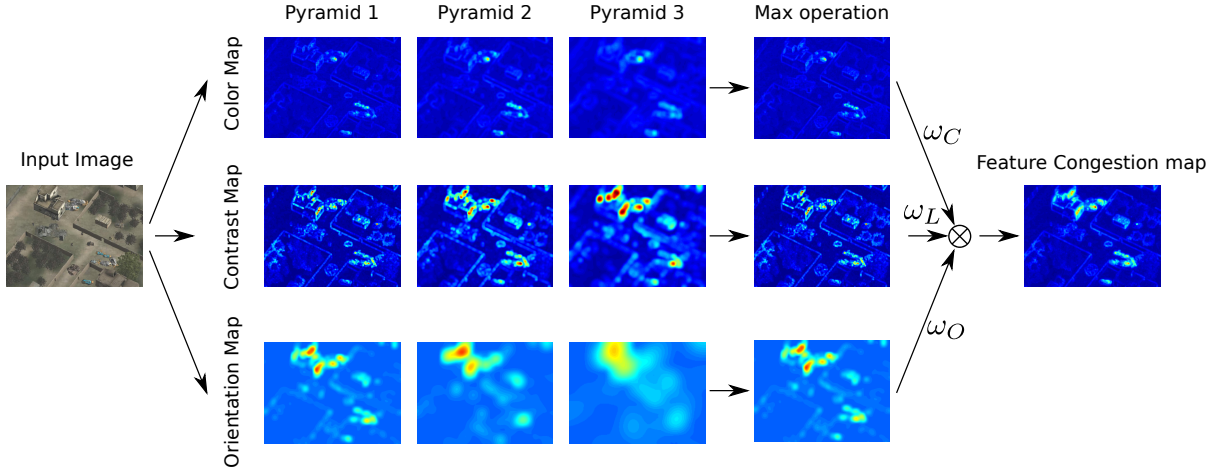 Pyramid 1
Pyramid 2
Pyramid 3
Max operation
Color Map
ω_C
Input Image
Feature Congestion map
Contrast Map
ω_L
Orientation Map
ω_O